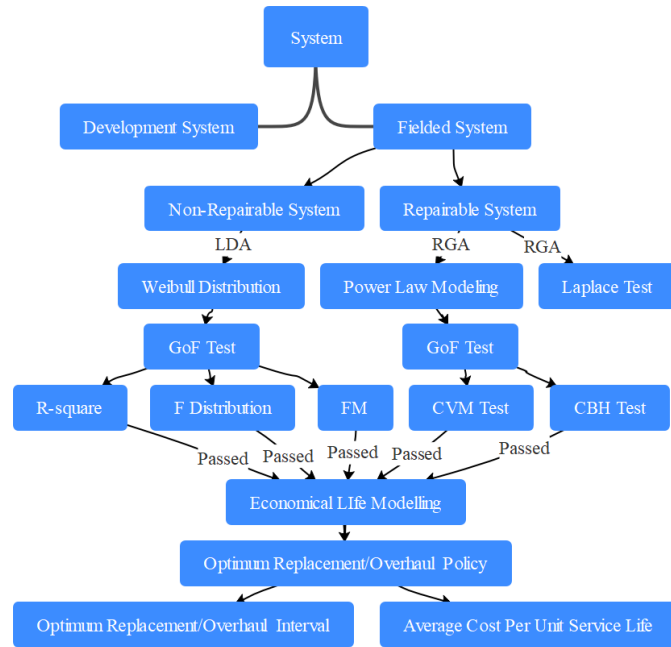 System
Development System
Fielded System
Non-Repairable System
Repairable System
LDA
RGA
RGA
Weibull Distribution
Power Law Modeling
Laplace Test
GoF Test
GoF Test
R-square
F Distribution
FM
CVM Test
CBH Test
Passed
Passed
Passed
Passed
Passed
Economical LIfe Modelling
Optimum Replacement/Overhaul Policy
Optimum Replacement/Overhaul Interval
Average Cost Per Unit Service Life